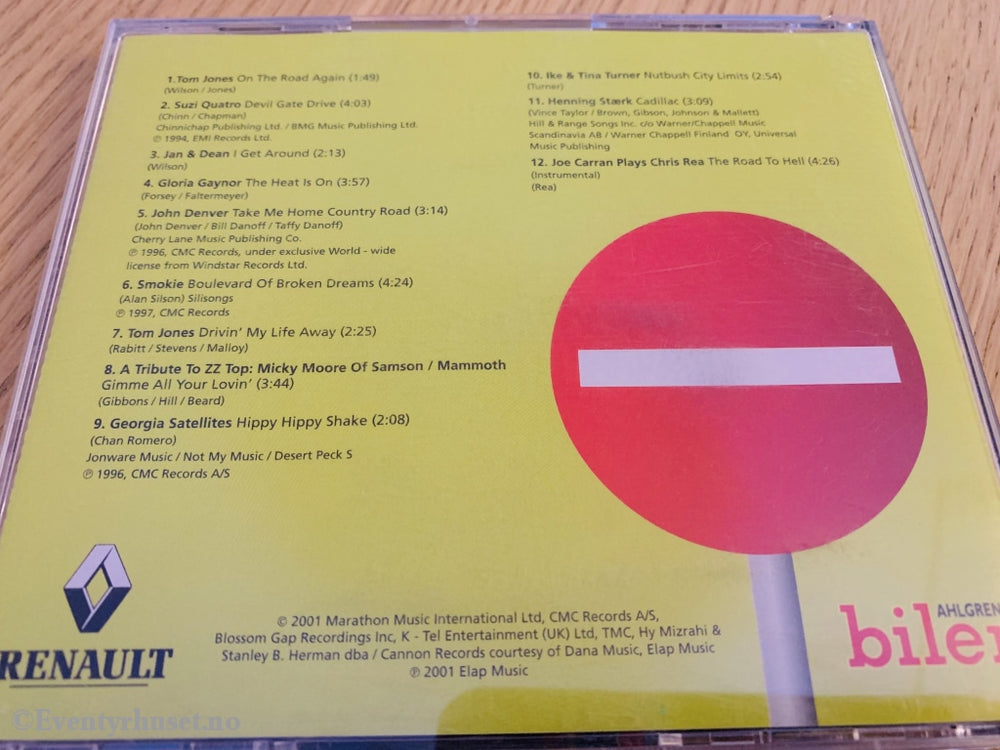 1.Tom Jones On The Road Again (1:49)
(Wilson / Jones)
2. Suzi Quatro Devil Gate Drive (4:03)
(Chinn / Chapman)
Chinnichap Publishing Ltd. / BMG Music Publishing Ltd.
℗ 1994, EMI Records Ltd.
3. Jan & Dean I Get Around (2:13)
(Wilson)
4. Gloria Gaynor The Heat Is On (3:57)
(Forsey / Faltermeyer)
5. John Denver Take Me Home Country Road (3:14)
(John Denver / Bill Danoff / Taffy Danoff)
Cherry Lane Music Publishing Co.
℗ 1996, CMC Records, under exclusive World - wide
license from Windstar Records Ltd.
6. Smokie Boulevard Of Broken Dreams (4:24)
(Alan Silson) Silisongs
℗ 1997, CMC Records
7. Tom Jones Drivin' My Life Away (2:25)
(Rabitt / Stevens / Malloy)
8. A Tribute To ZZ Top: Micky Moore Of Samson / Mammoth
Gimme All Your Lovin' (3:44)
(Gibbons / Hill / Beard)
9. Georgia Satellites Hippy Hippy Shake (2:08)
(Chan Romero)
Jonware Music / Not My Music / Desert Peck S
℗ 1996, CMC Records A/S
10. Ike & Tina Turner Nutbush City Limits (2:54)
(Turner)
11. Henning Stærk Cadillac (3:09)
(Vince Taylor / Brown, Gibson, Johnson & Mallett)
Hill & Range Songs Inc. c/o Warner/Chappell Music
Scandinavia AB / Warner Chappell Finland OY, Universal
Music Publishing
12. Joe Carran Plays Chris Rea The Road To Hell (4:26)
(Instrumental)
(Rea)
RENAULT
© 2001 Marathon Music International Ltd, CMC Records A/S,
Blossom Gap Recordings Inc, K - Tel Entertainment (UK) Ltd, TMC, Hy Mizrahi &
Stanley B. Herman dba / Cannon Records courtesy of Dana Music, Elap Music
℗ 2001 Elap Music
AHLGREN
biler
©Eventyrhuset.no